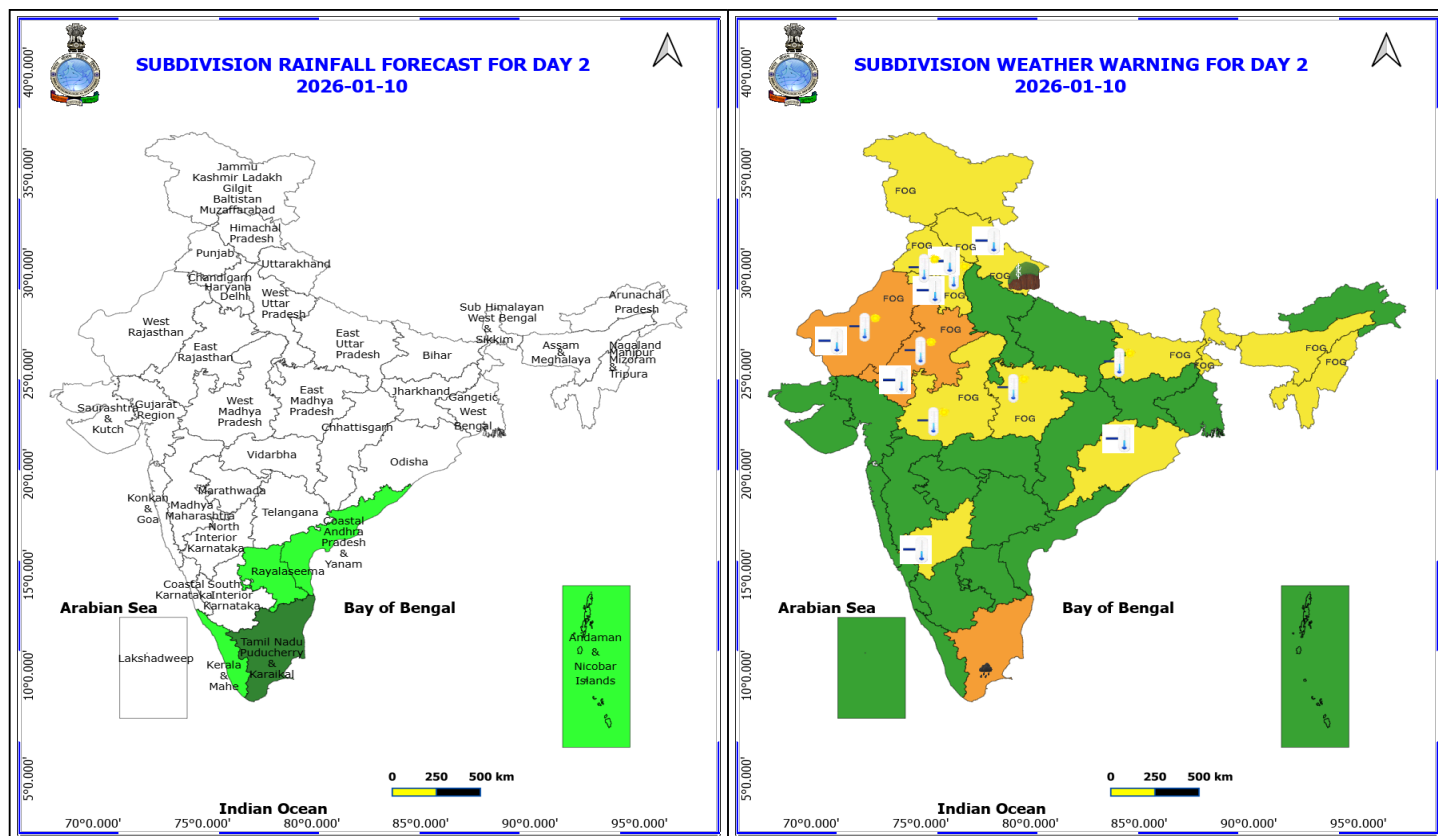 SUBDIVISION RAINFALL FORECAST FOR DAY 2
2026-01-10
40°0.000'
35°0.000'
30°0.000'
25°0.000'
20°0.000'
15°0.000'
10°0.000'
5°0.000'
Jammu
Kashmir Ladakh
Gilgit
Baltistan
Muzaffarabad
Himachal
Pradesh
Punjab
Uttarakhand
Chandigarh
Haryana
Delhi
West
Uttar
Pradesh
West
Rajasthan
East
Rajasthan
East
Uttar
Pradesh
Bihar
Sub Himalayan
West Bengal
&
Sikkim
Arunachal
Pradesh
Assam
&
Meghalaya
Nagaland
Manipur
Mizoram
&
Tripura
Saurashtra
&
Kutch
Gujarat
Region
West
Madhya
Pradesh
East
Madhya
Pradesh
Jharkhand
Gangetic
West
Bengal
Chhattisgarh
Vidarbha
Odisha
Konkan
&
Goa
Madhya
Maharashtra
Marathwada
Telangana
North
Interior
Karnataka
Coastal
Andhra
Pradesh
&
Yanam
Rayalaseema
Coastal
Karnataka
South
Interior
Karnataka
Arabian Sea
Bay of Bengal
Lakshadweep
Kerala
&
Mahe
Tamil Nadu
Puducherry
&
Karaikal
Andaman
&
Nicobar
Islands
0 250 500 km
Indian Ocean
70°0.000' 75°0.000' 80°0.000' 85°0.000' 90°0.000' 95°0.000'
SUBDIVISION WEATHER WARNING FOR DAY 2
2026-01-10
40°0.000'
35°0.000'
30°0.000'
25°0.000'
20°0.000'
15°0.000'
10°0.000'
5°0.000'
FOG
FOG
FOG
FOG
FOG
FOG
FOG
FOG
FOG
FOG
FOG
FOG
FOG
Arabian Sea
Bay of Bengal
0 250 500 km
Indian Ocean
70°0.000' 75°0.000' 80°0.000' 85°0.000' 90°0.000' 95°0.000'